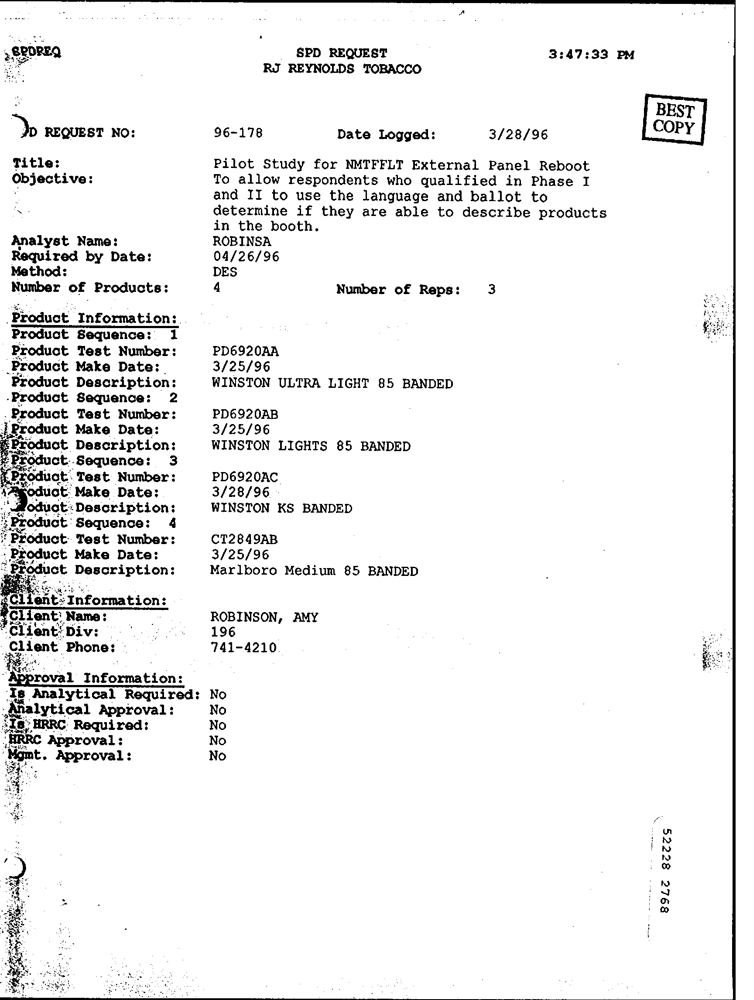 SPDREQ SPD REQUEST 3:47:33 PM
RJ REYNOLDS TOBACCO
BEST
COPY
D REQUEST NO: 96-178 Date Logged: 3/28/96
Title: Pilot Study for NMTFFLT External Panel Reboot
Objective: To allow respondents who qualified in Phase I
and II to use the language and ballot to
determine if they are able to describe products
in the booth.
Analyst Name: ROBINSA
Required by Date: 04/26/96
Method: DES
Number of Products: 4 Number of Reps: 3
Product Information:
Product Sequence: 1
Product Test Number: PD6920AA
Product Make Date: 3/25/96
Product Description: WINSTON ULTRA LIGHT 85 BANDED
Product Sequence: 2
Product Test Number: PD6920AB
Product Make Date: 3/25/96
Product Description: WINSTON LIGHTS 85 BANDED
Product Sequence: 3
Product Test Number: PD6920AC
Product Make Date: 3/28/96
Product Description: WINSTON KS BANDED
Product Sequence: 4
Product Test Number: CT2849AB
Product Make Date: 3/25/96
Product Description: Marlboro Medium 85 BANDED
Client Information:
Client Name: ROBINSON, AMY
Client Div: 196
Client Phone: 741-4210
Approval Information:
Is Analytical Required: No
Analytical Approval: No
Is HRRC Required: No
HRRC Approval: No
Mgmt. Approval: No
52228 2768